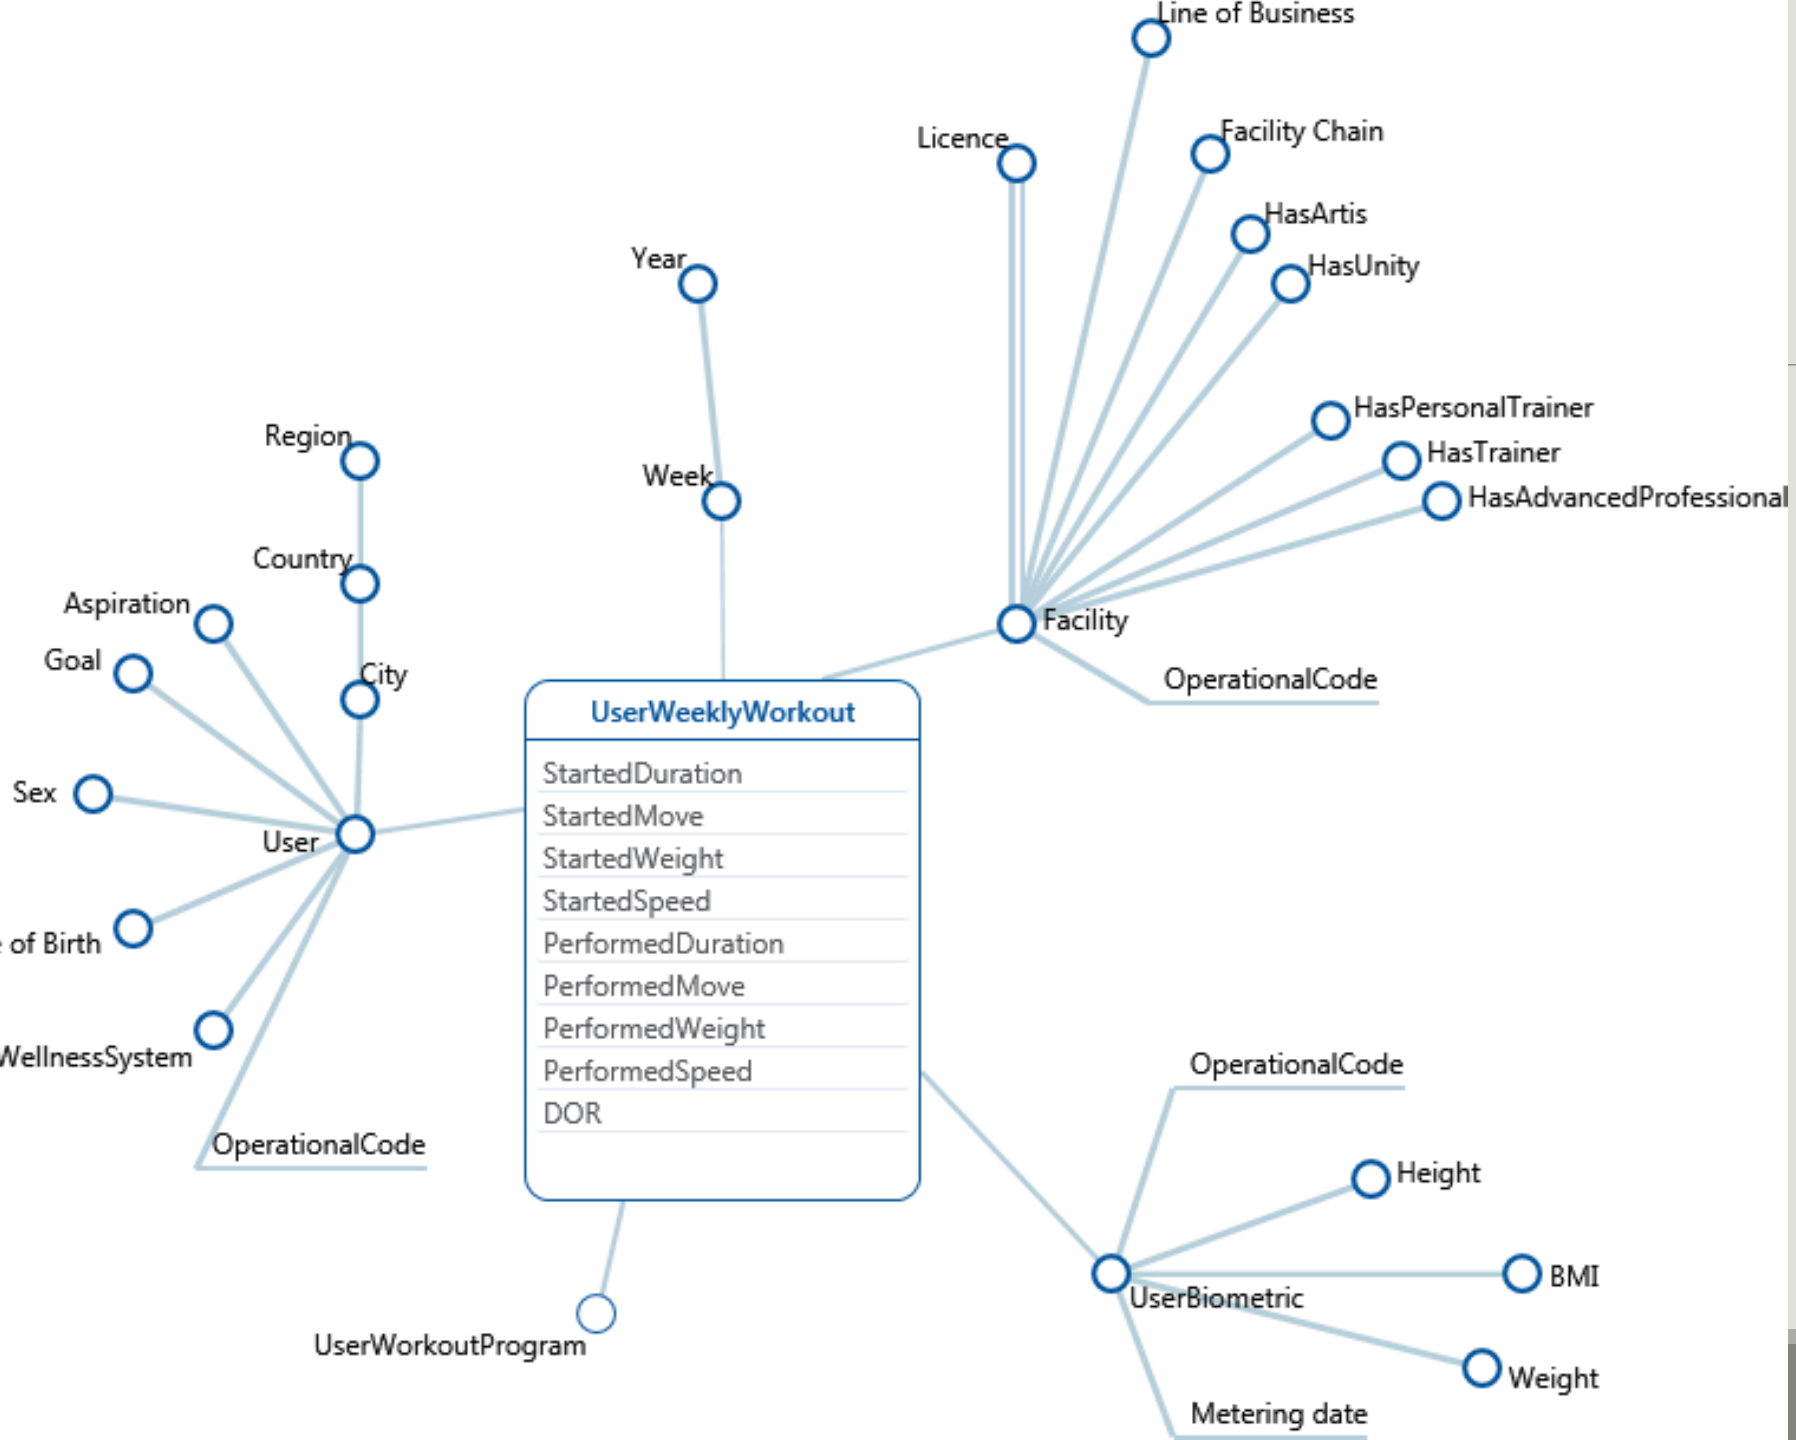 Line of Business
Licence
Facility Chain
HasArtis
HasUnity
Year
HasPersonalTrainer
Region
HasTrainer
Week
HasAdvancedProfessional
Country
Aspiration
Facility
Goal
City
OperationalCode
UserWeeklyWorkout
StartedDuration
Sex
StartedMove
User
StartedWeight
StartedSpeed
of Birth
PerformedDuration
PerformedMove
PerformedWeight
WellnessSystem
PerformedSpeed
OperationalCode
DOR
OperationalCode
Height
BMI
UserBiometric
UserWorkoutProgram
Weight
Metering date